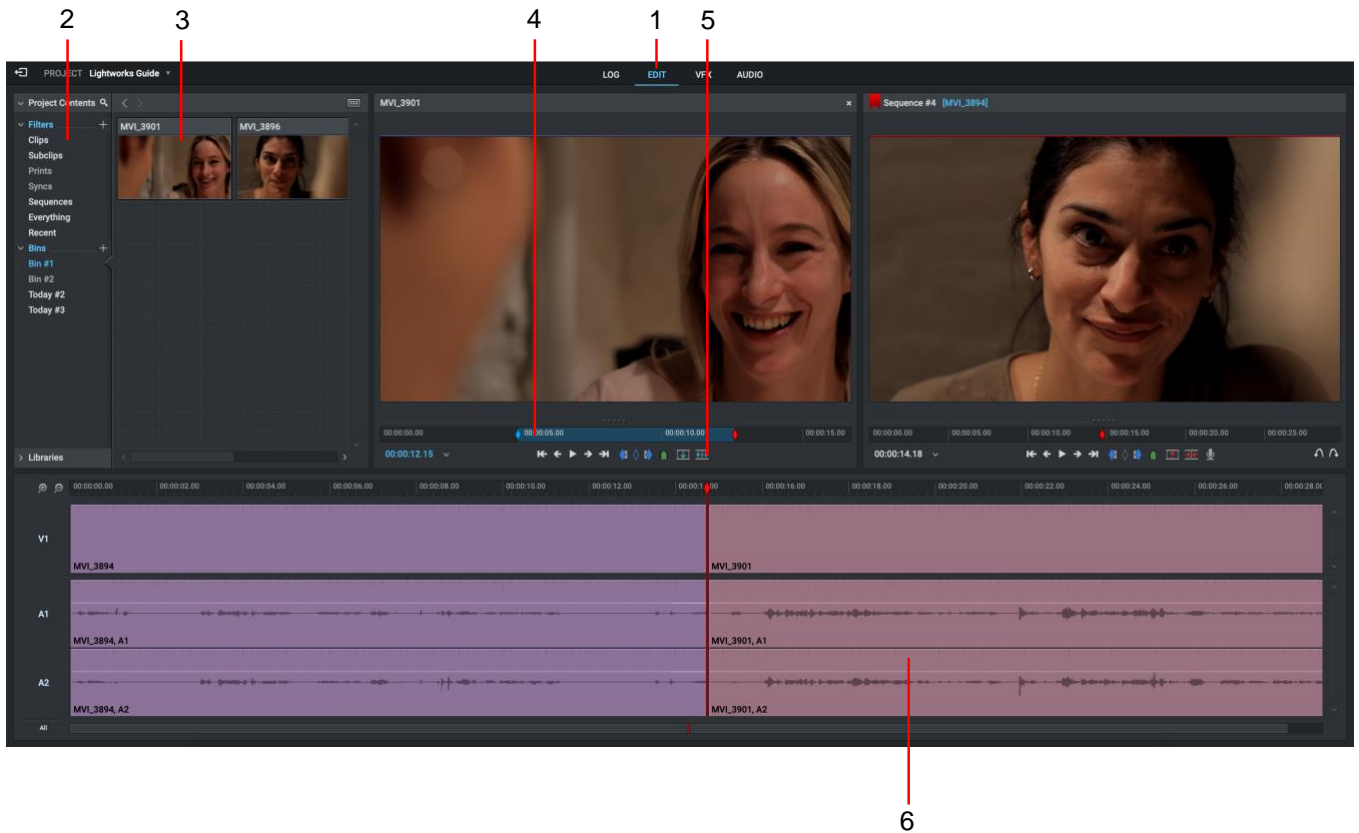 2 3 4 1 5
PROJECT Lightworks Guide
LOG EDIT VFX AUDIO
Project Contents
MVI_3901
Sequence #4 [MVI_3894]
Filters
MVI_3901 MVI_3896
Clips
Subclips
Prints
Syncs
Sequences
Everything
Recent
Bins
Bin #1
Bin #2
Today #2
Today #3
Libraries
00:00:00.00 00:00:05.00 00:00:10.00 00:00:15.00
00:00:12.15
00:00:00.00 00:00:05.00 00:00:10.00 00:00:15.00 00:00:20.00 00:00:25.00
00:00:14.18
00:00:00.00 00:00:02.00 00:00:04.00 00:00:06.00 00:00:08.00 00:00:10.00 00:00:12.00 00:00:16.00 00:00:18.00 00:00:20.00 00:00:22.00 00:00:24.00 00:00:26.00
V1
MVI_3894 MVI_3901
A1
MVI_3894, A1 MVI_3901, A1
A2
MVI_3894, A2 MVI_3901, A2
All
6